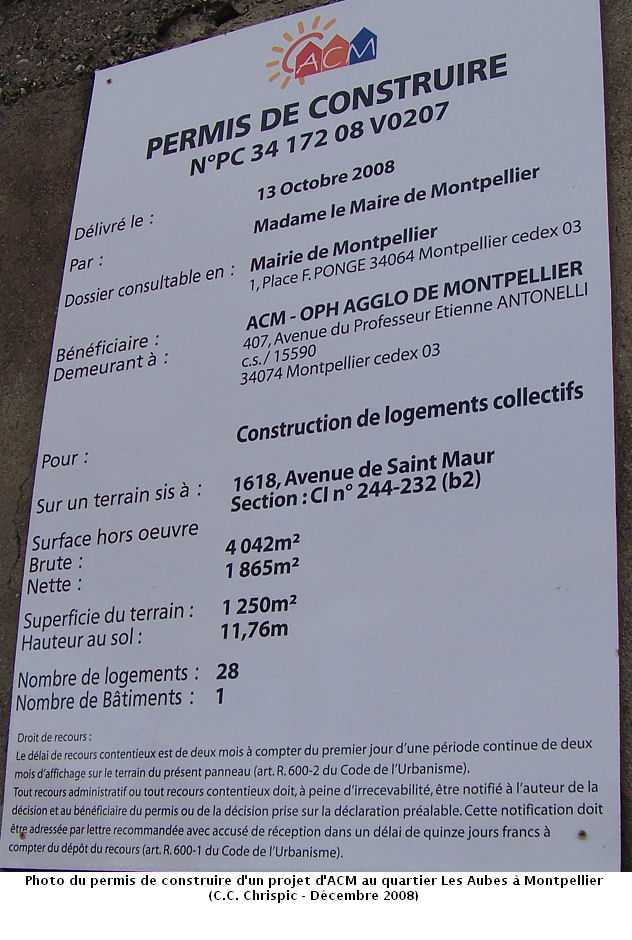 ACM
PERMIS DE CONSTRUIRE
N°PC 34 172 08 V0207
Délivré le : 13 Octobre 2008
Par : Madame le Maire de Montpellier
Dossier consultable en : Mairie de Montpellier
1, Place F. PONGE 34064 Montpellier cedex 03
Bénéficiaire : ACM - OPH AGGLO DE MONTPELLIER
Demeurant à : 407, Avenue du Professeur Etienne ANTONELLI
c.s./ 15590
34074 Montpellier cedex 03
Pour : Construction de logements collectifs
Sur un terrain sis à : 1618, Avenue de Saint Maur
Section : Cl n° 244-232 (b2)
Surface hors oeuvre
Brute : 4 042m²
Nette : 1 865m²
Superficie du terrain : 1 250m²
Hauteur au sol : 11,76m
Nombre de logements : 28
Nombre de Bâtiments : 1
Droit de recours :
Le délai de recours contentieux est de deux mois à compter du premier jour d'une période continue de deux
mois d'affichage sur le terrain du présent panneau (art. R. 600-2 du Code de l'Urbanisme).
Tout recours administratif ou tout recours contentieux doit, à peine d'irrecevabilité, être notifié à l'auteur de la
décision et au bénéficiaire du permis ou de la décision prise sur la déclaration préalable. Cette notification doit
être adressée par lettre recommandée avec accusé de réception dans un délai de quinze jours francs à
compter du dépôt du recours (art. R. 600-1 du Code de l'Urbanisme).
Photo du permis de construire d'un projet d'ACM au quartier Les Aubes à Montpellier
(C.C. Chrispic - Décembre 2008)